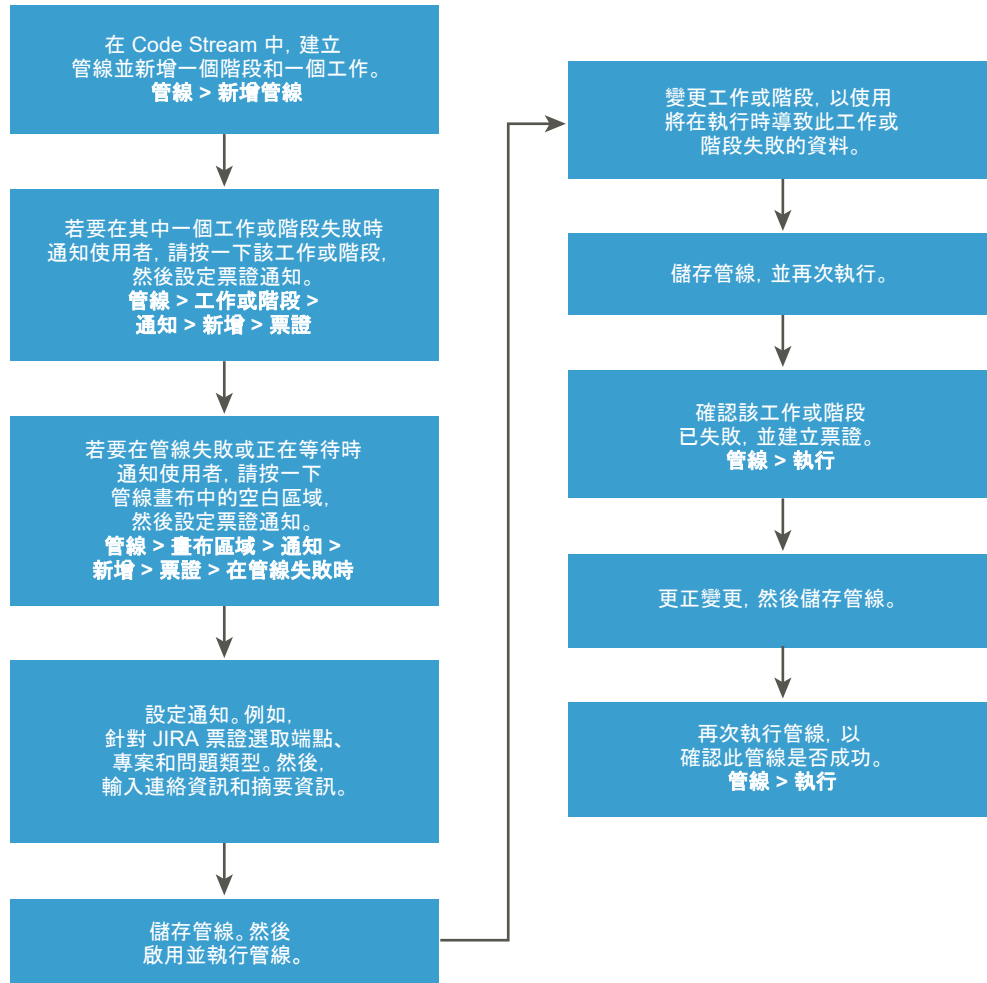 在 Code Stream 中, 建立
管線並新增一個階段和一個工作。
管線 > 新增管線
若要在其中一個工作或階段失敗時
通知使用者, 請按一下該工作或階段,
然後設定票證通知。
管線 > 工作或階段 >
通知 > 新增 > 票證
若要在管線失敗或正在等待時
通知使用者, 請按一下
管線畫布中的空白區域,
然後設定票證通知。
管線 > 畫布區域 > 通知 >
新增 > 票證 > 在管線失敗時
設定通知。例如,
針對 JIRA 票證選取端點、
專案和問題類型。然後,
輸入連絡資訊和摘要資訊。
儲存管線。然後
啟用並執行管線。
變更工作或階段, 以使用
將在執行時導致此工作或
階段失敗的資料。
儲存管線, 並再次執行。
確認該工作或階段
已失敗, 並建立票證。
管線 > 執行
更正變更, 然後儲存管線。
再次執行管線, 以
確認此管線是否成功。
管線 > 執行